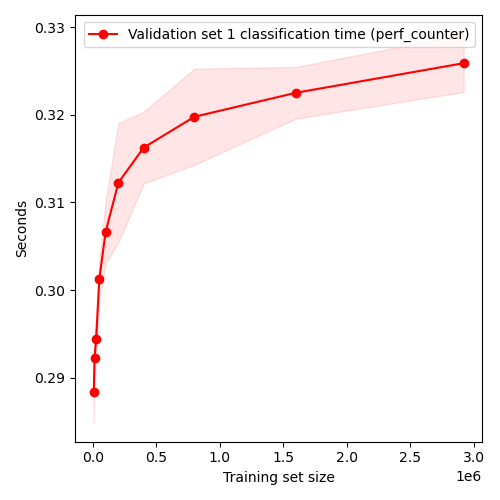 Validation set 1 classification time (perf_counter)
0.33
0.32
0.31
0.30
0.29
Seconds
0.0 0.5 1.0 1.5 2.0 2.5 3.0
1e6
Training set size